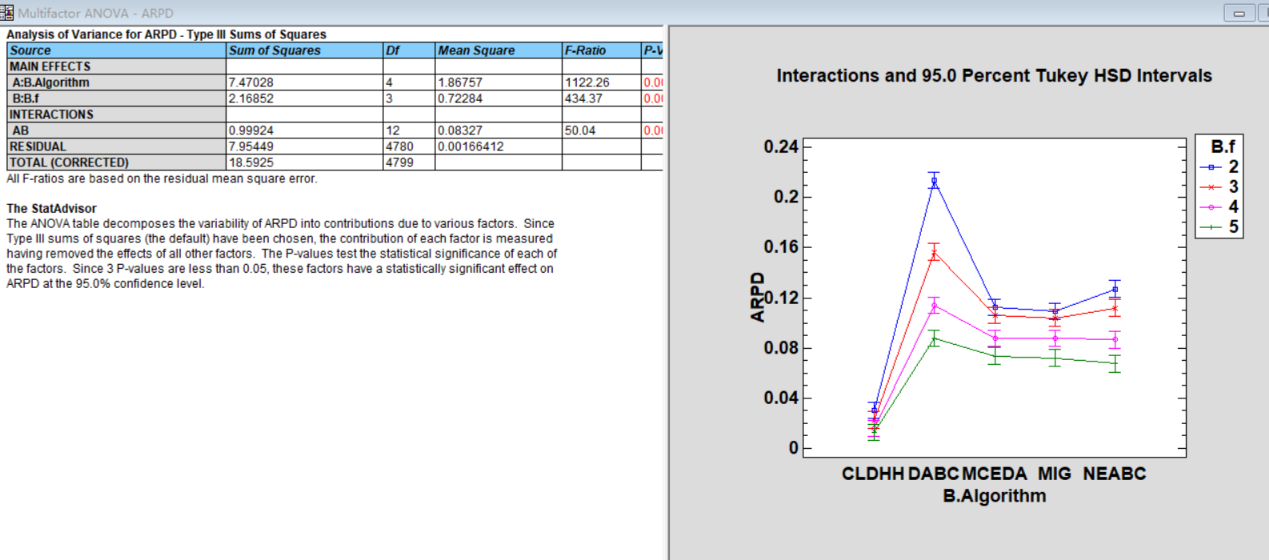 Multifactor ANOVA - ARPD
Analysis of Variance for ARPD - Type III Sums of Squares
Source Sum of Squares Df Mean Square F-Ratio
MAIN EFFECTS
A:B.Algorithm 7.47028 4 1.86757 1122.26
B:B.f 2.16852 3 0.72284 434.37
INTERACTIONS
AB 0.99924 12 0.08327 50.04
RESIDUAL 7.95449 4780 0.00166412
TOTAL (CORRECTED) 18.5925 4799
All F-ratios are based on the residual mean square error.
The StatAdvisor
The ANOVA table decomposes the variability of ARPD into contributions due to various factors. Since
Type III sums of squares (the default) have been chosen, the contribution of each factor is measured
having removed the effects of all other factors. The P-values test the statistical significance of each of
the factors. Since 3 P-values are less than 0.05, these factors have a statistically significant effect on
ARPD at the 95.0% confidence level.
Interactions and 95.0 Percent Tukey HSD Intervals
ARPD
0.24
0.2
0.16
0.12
0.08
0.04
0
CLDHH DABC MCEDA MIG NEABC
B.Algorithm
B.f
2
3
4
5